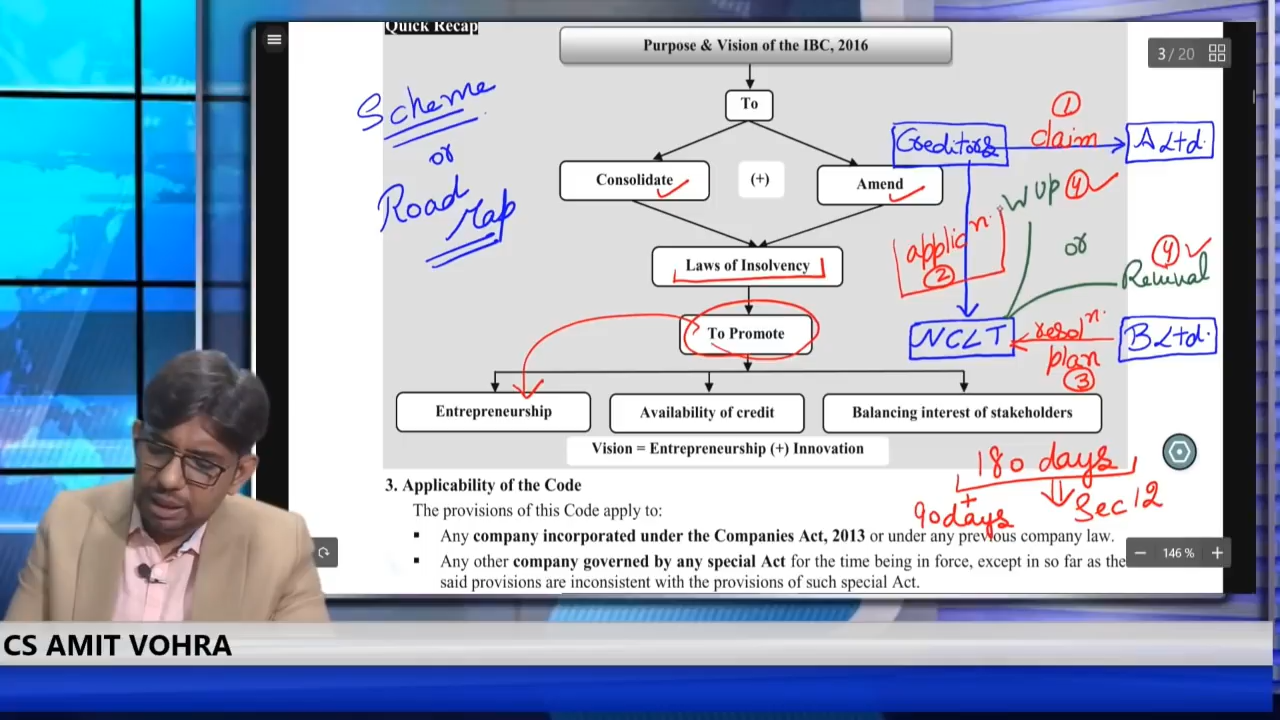 Quick Recap
Purpose & Vision of the IBC, 2016
3 / 20
To
Scheme
or
Road
Map
Consolidate
(+)
Amend
Creditors
1
claim
A Ltd.
WUP 4
or
4
Revival
applicn.
2
Laws of Insolvency
To Promote
NCLT
resoln.
plan
3
B Ltd.
Entrepreneurship
Availability of credit
Balancing interest of stakeholders
Vision = Entrepreneurship (+) Innovation
180 days
+
90 days
Sec 12
3. Applicability of the Code
The provisions of this Code apply to:
▪ Any company incorporated under the Companies Act, 2013 or under any previous company law.
▪ Any other company governed by any special Act for the time being in force, except in so far as the
said provisions are inconsistent with the provisions of such special Act.
− 146 % +
CS AMIT VOHRA